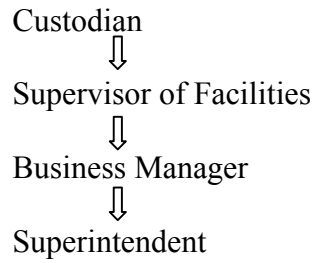 Custodian
Supervisor of Facilities
Business Manager
Superintendent